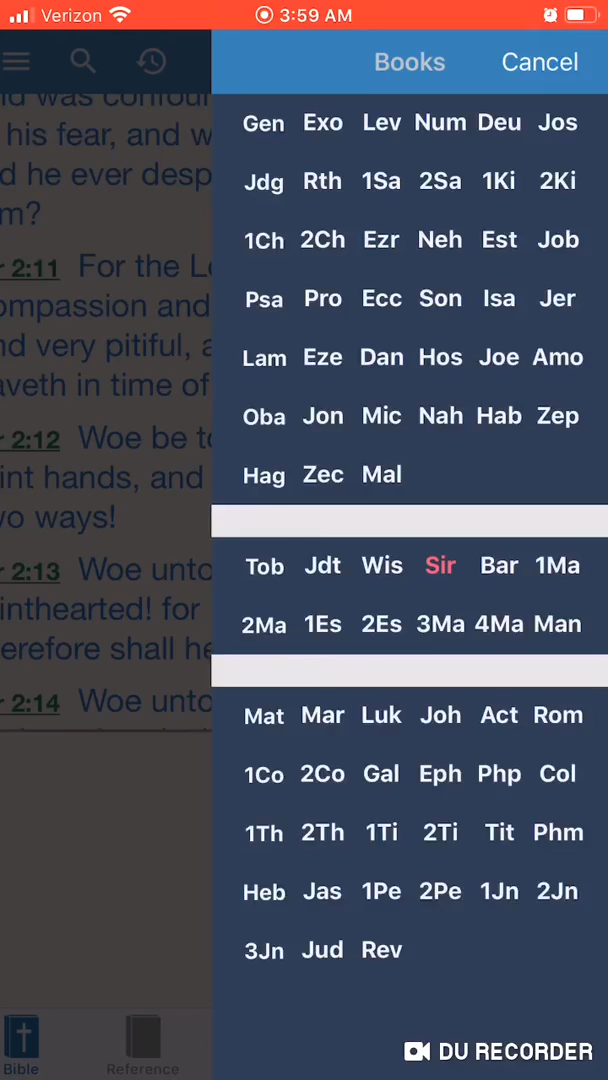 Verizon 3:59 AM
Books Cancel
Gen Exo Lev Num Deu Jos
Jdg Rth 1Sa 2Sa 1Ki 2Ki
1Ch 2Ch Ezr Neh Est Job
Psa Pro Ecc Son Isa Jer
Lam Eze Dan Hos Joe Amo
Oba Jon Mic Nah Hab Zep
Hag Zec Mal
Tob Jdt Wis Sir Bar 1Ma
2Ma 1Es 2Es 3Ma 4Ma Man
Mat Mar Luk Joh Act Rom
1Co 2Co Gal Eph Php Col
1Th 2Th 1Ti 2Ti Tit Phm
Heb Jas 1Pe 2Pe 1Jn 2Jn
3Jn Jud Rev
his fear, and w
d he ever desp
m?
r 2:11 For the L
ompassion and
nd very pitiful, a
aveth in time of
r 2:12 Woe be t
int hands, and
wo ways!
r 2:13 Woe unto
inthearted! for
erefore shall he
r 2:14 Woe unto
Bible Reference
DU RECORDER